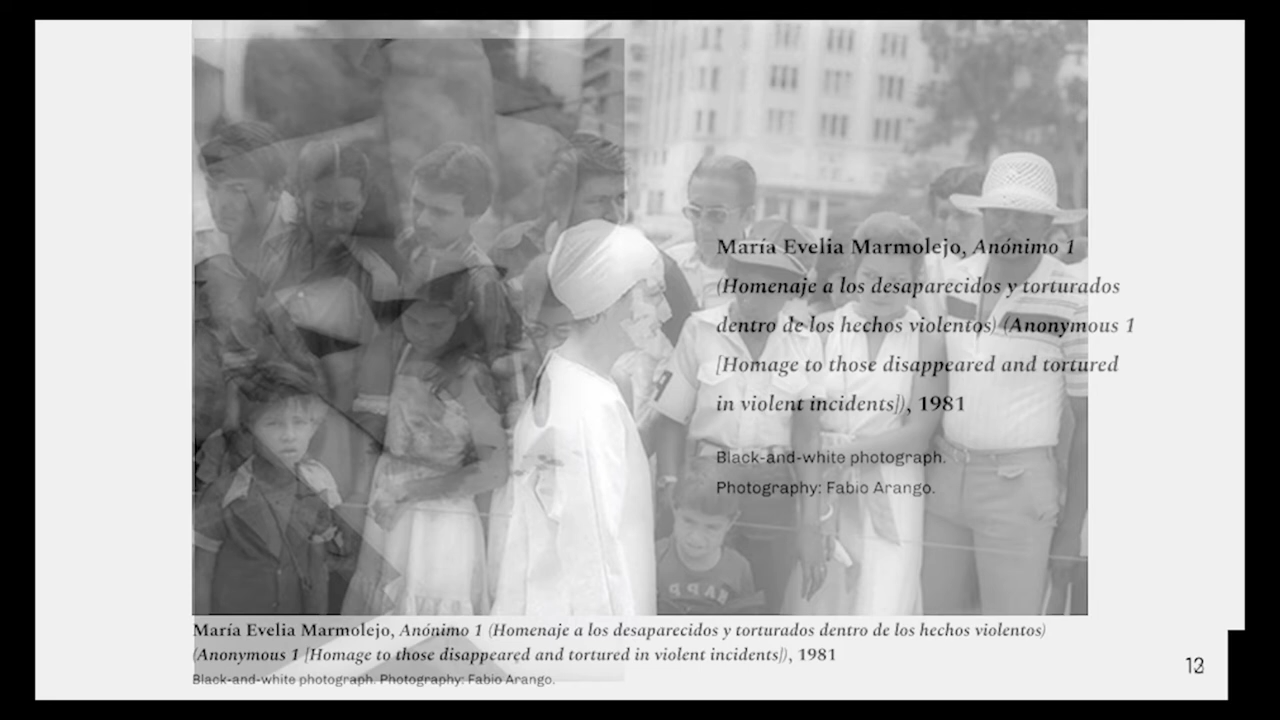 María Evelia Marmolejo, Anónimo 1
(Homenaje a los desaparecidos y torturados
dentro de los hechos violentos) (Anonymous 1
[Homage to those disappeared and tortured
in violent incidents]), 1981
Black-and-white photograph.
Photography: Fabio Arango.
María Evelia Marmolejo, Anónimo 1 (Homenaje a los desaparecidos y torturados dentro de los hechos violentos)
(Anonymous 1 [Homage to those disappeared and tortured in violent incidents]), 1981
Black-and-white photograph. Photography: Fabio Arango.